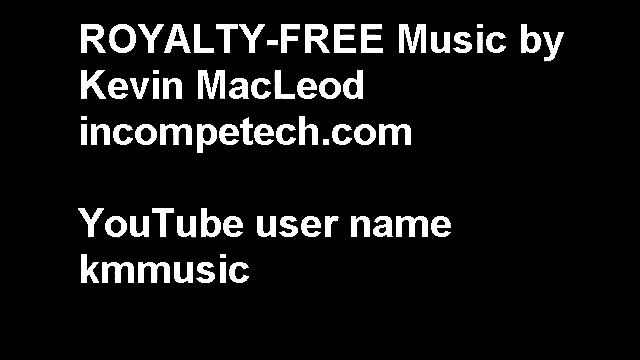 ROYALTY-FREE Music by
Kevin MacLeod
incompetech.com
YouTube user name
kmmusic